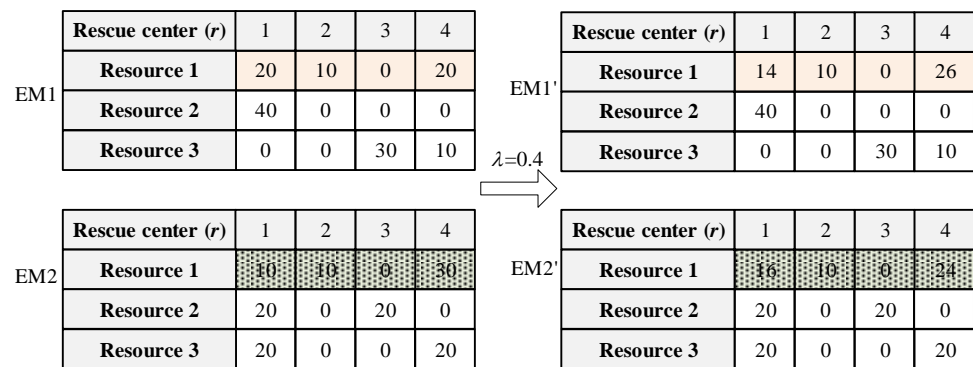 EM1
Rescue center (r) 1 2 3 4
Resource 1 20 10 0 20
Resource 2 40 0 0 0
Resource 3 0 0 30 10
EM2
Rescue center (r) 1 2 3 4
Resource 1 10 10 0 30
Resource 2 20 0 20 0
Resource 3 20 0 0 20
λ=0.4
EM1'
Rescue center (r) 1 2 3 4
Resource 1 14 10 0 26
Resource 2 40 0 0 0
Resource 3 0 0 30 10
EM2'
Rescue center (r) 1 2 3 4
Resource 1 16 10 0 24
Resource 2 20 0 20 0
Resource 3 20 0 0 20